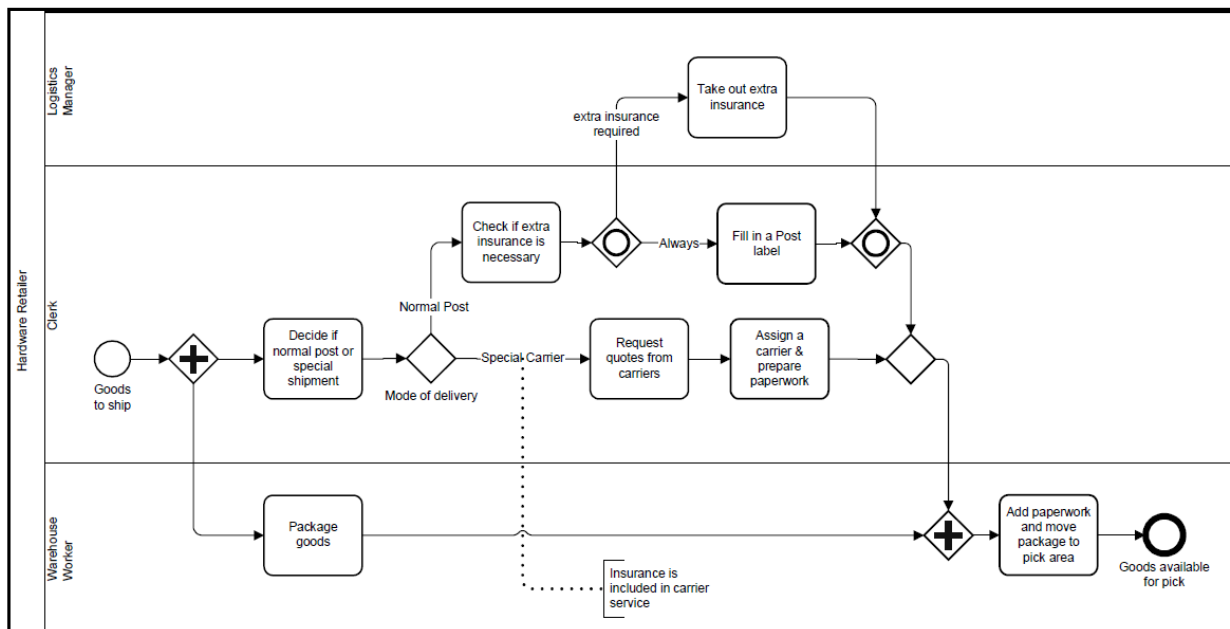 Hardware Retailer
Logistics
Manager
Take out extra
insurance
extra insurance
required
Clerk
Check if extra
insurance is
necessary
Always
Fill in a Post
label
Normal Post
Decide if
normal post or
special
shipment
Special Carrier
Request
quotes from
carriers
Assign a
carrier &
prepare
paperwork
Goods
to ship
Mode of delivery
Warehouse
Worker
Package
goods
Add paperwork
and move
package to
pick area
Insurance is
included in carrier
service
Goods available
for pick